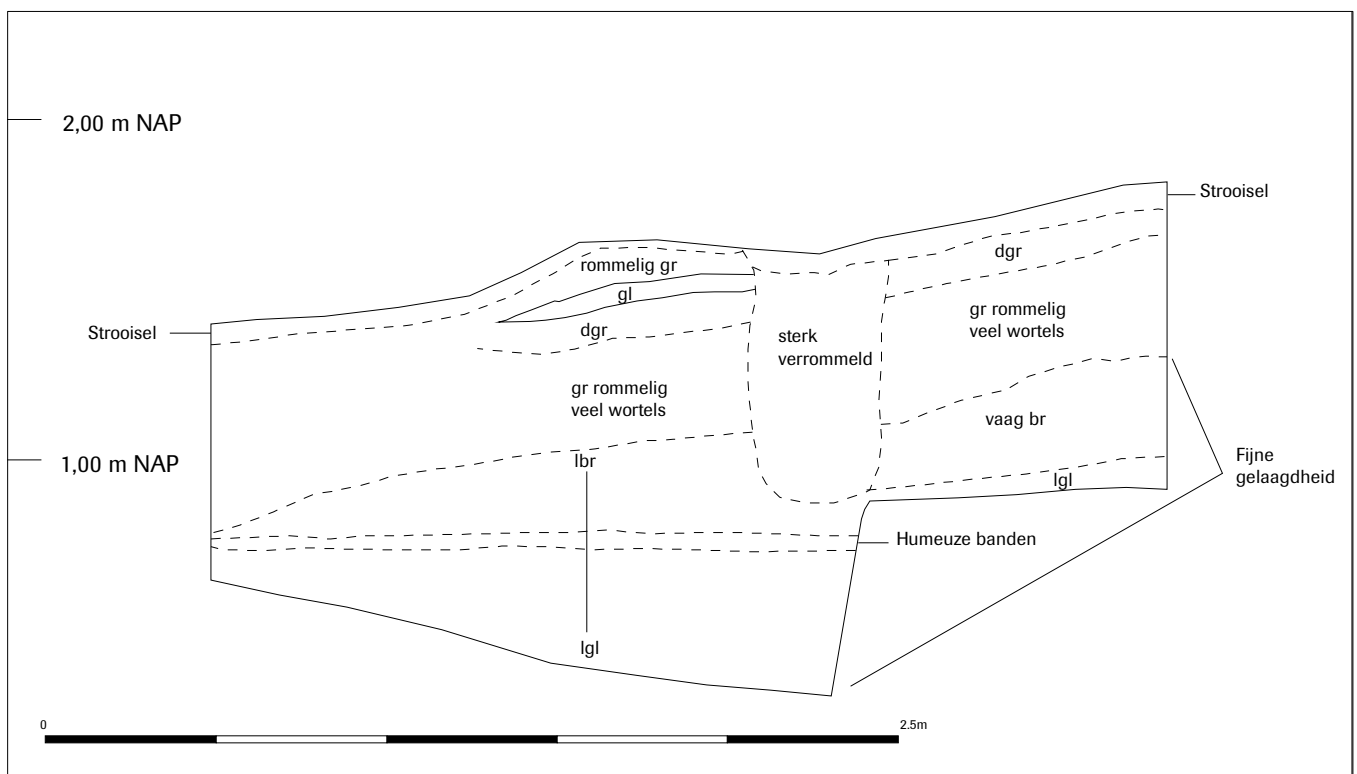 2,00 m NAP
Strooisel
dgr
rommelig gr
gl
gr rommelig
veel wortels
Strooisel
dgr
sterk
verrommeld
gr rommelig
veel wortels
vaag br
1,00 m NAP
lbr
Fijne
gelaagdheid
lgl
Humeuze banden
lgl
0
2.5m